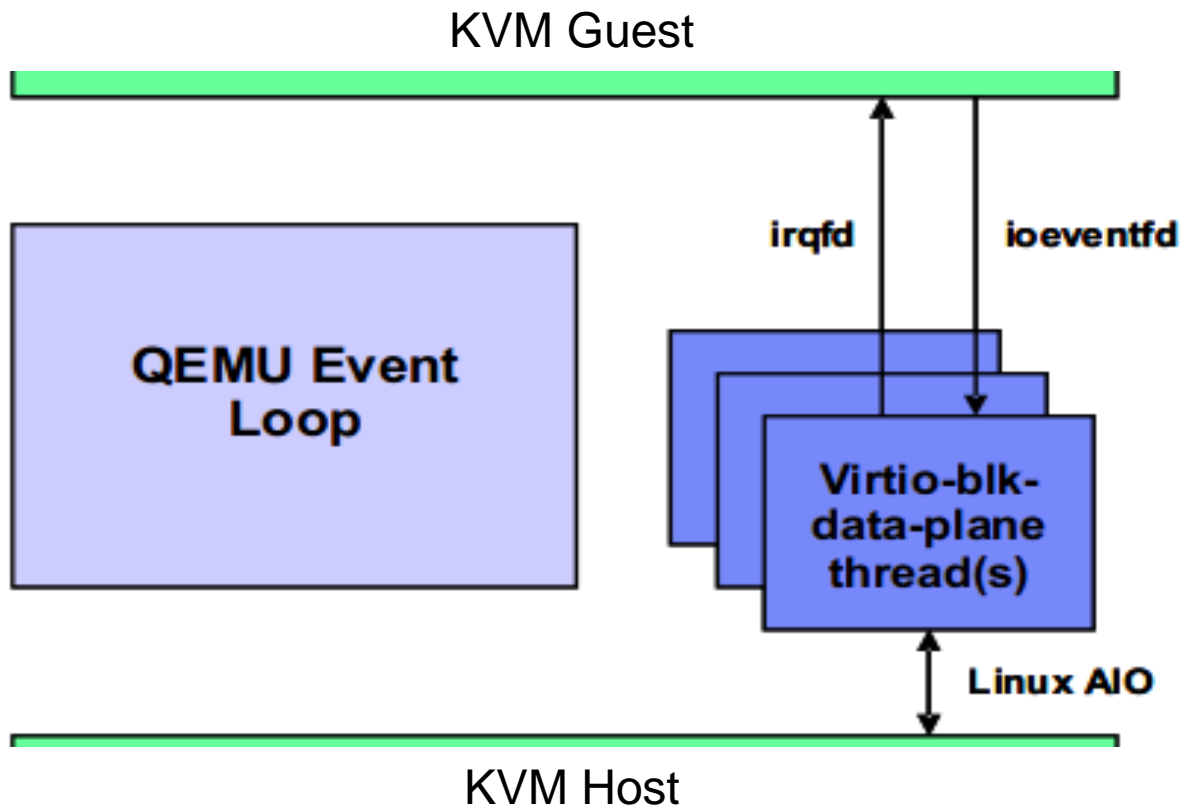 KVM Guest
irqfd
ioeventfd
QEMU Event
Loop
Virtio-blk-
data-plane
thread(s)
Linux AIO
KVM Host